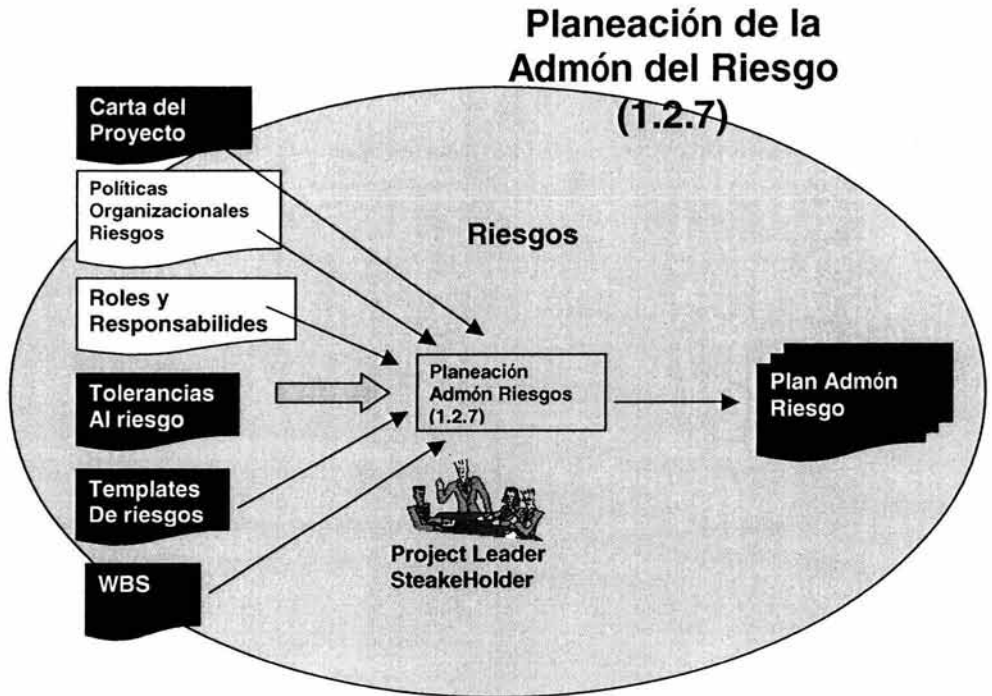 Planeación de la
Admón del Riesgo
(1.2.7)
Carta del
Proyecto
Políticas
Organizacionales
Riesgos
Riesgos
Roles y
Responsabilides
Tolerancias
Al riesgo
Planeación
Admón Riesgos
(1.2.7)
Plan Admón
Riesgo
Templates
De riesgos
Project Leader
SteakeHolder
WBS